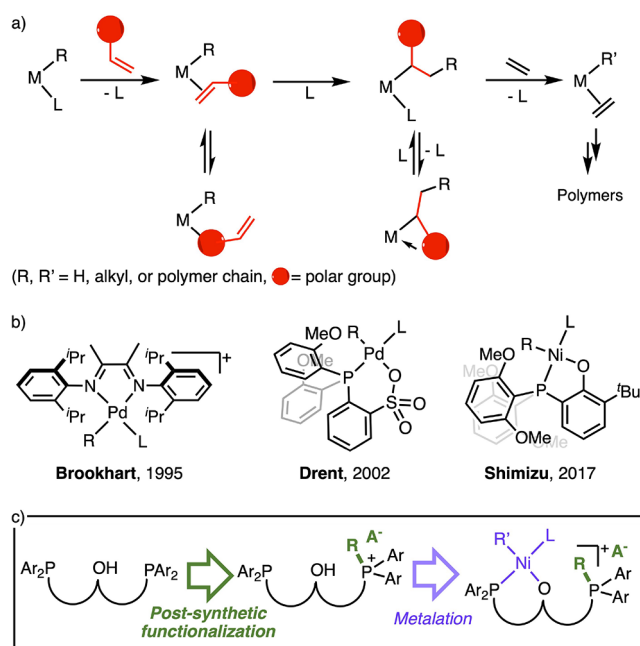 a)
R
M
L
- L
R
M
L
R
M
L
- L
R'
M
R
M
L
- L
R
M
Polymers
(R, R' = H, alkyl, or polymer chain, = polar group)
b)
iPr
iPr
+
N
N
iPr
Pd
iPr
R
L
Brookhart, 1995
MeO
R
L
Pd
OMe
P
O
S
O
O
Drent, 2002
L
R
Ni
MeO
P
O
tBu
MeO
OMe
OMe
Shimizu, 2017
c)
Ar2P
OH
PAr2
Post-synthetic
functionalization
Ar2P
OH
R
A-
P+
Ar
Ar
Metalation
R'
L
Ni
Ar2P
O
R
P
Ar
Ar
+ A-